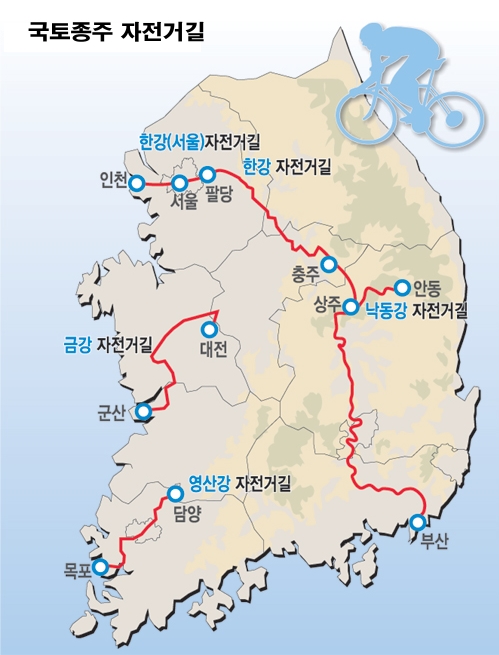 국토종주 자전거길
한강(서울)자전거길
한강 자전거길
인천
서울
팔당
충주
안동
상주
낙동강 자전거길
금강 자전거길
대전
군산
영산강 자전거길
담양
부산
목포